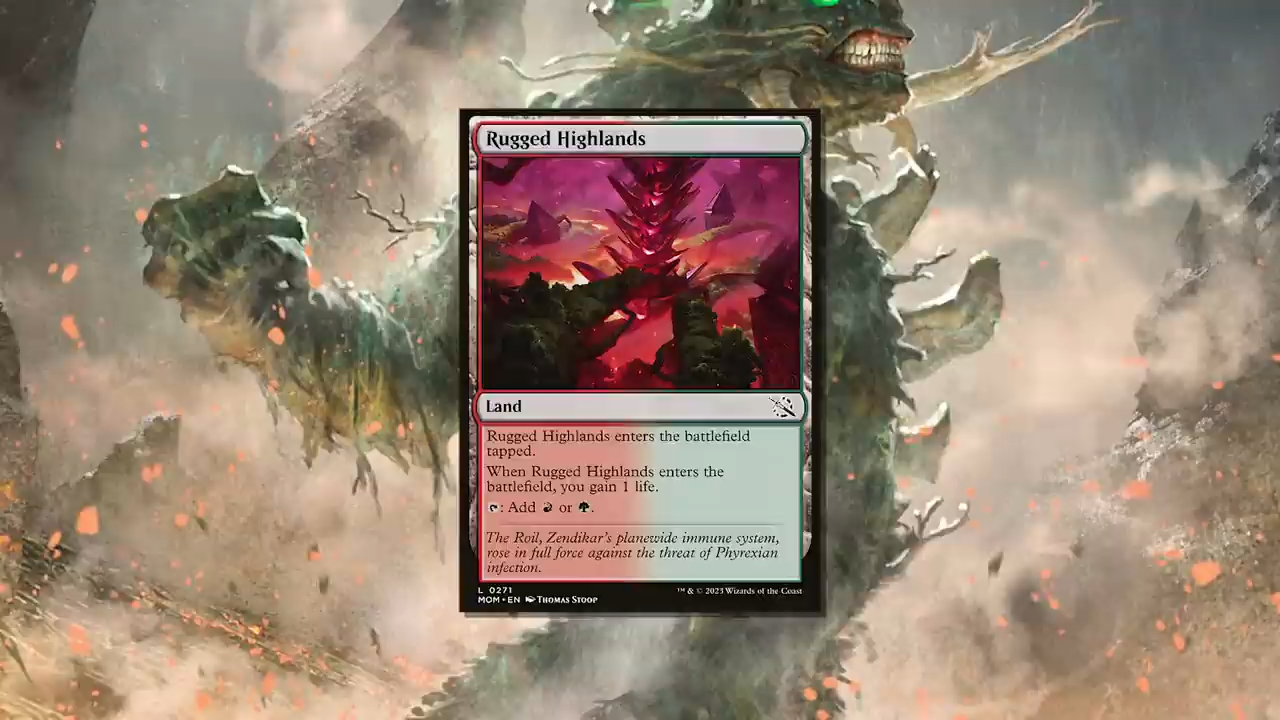 Rugged Highlands
Land
Rugged Highlands enters the battlefield
tapped.
When Rugged Highlands enters the
battlefield, you gain 1 life.
: Add or .
The Roil, Zendikar's planewide immune system,
rose in full force against the threat of Phyrexian
infection.
L 0271
MOM • EN Thomas Stoop
™ & © 2023 Wizards of the Coast